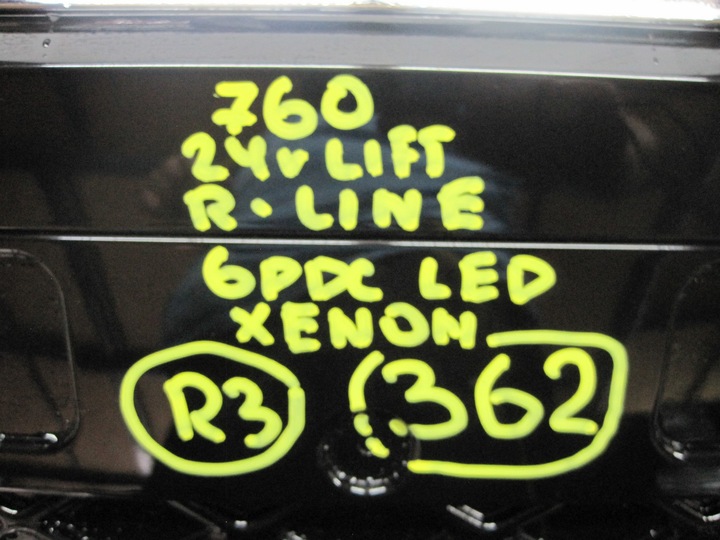 760
24v LIFT
R-LINE
6PDC LED
XENON
R3 362